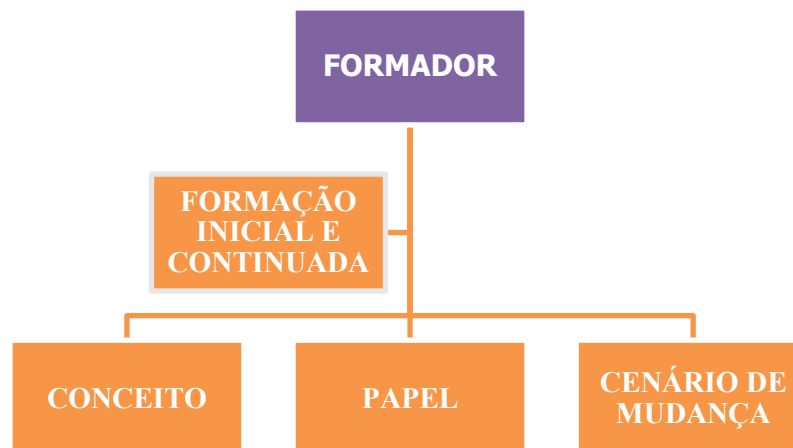 FORMADOR
FORMAÇÃO
INICIAL E
CONTINUADA
CONCEITO
PAPEL
CENÁRIO DE
MUDANÇA